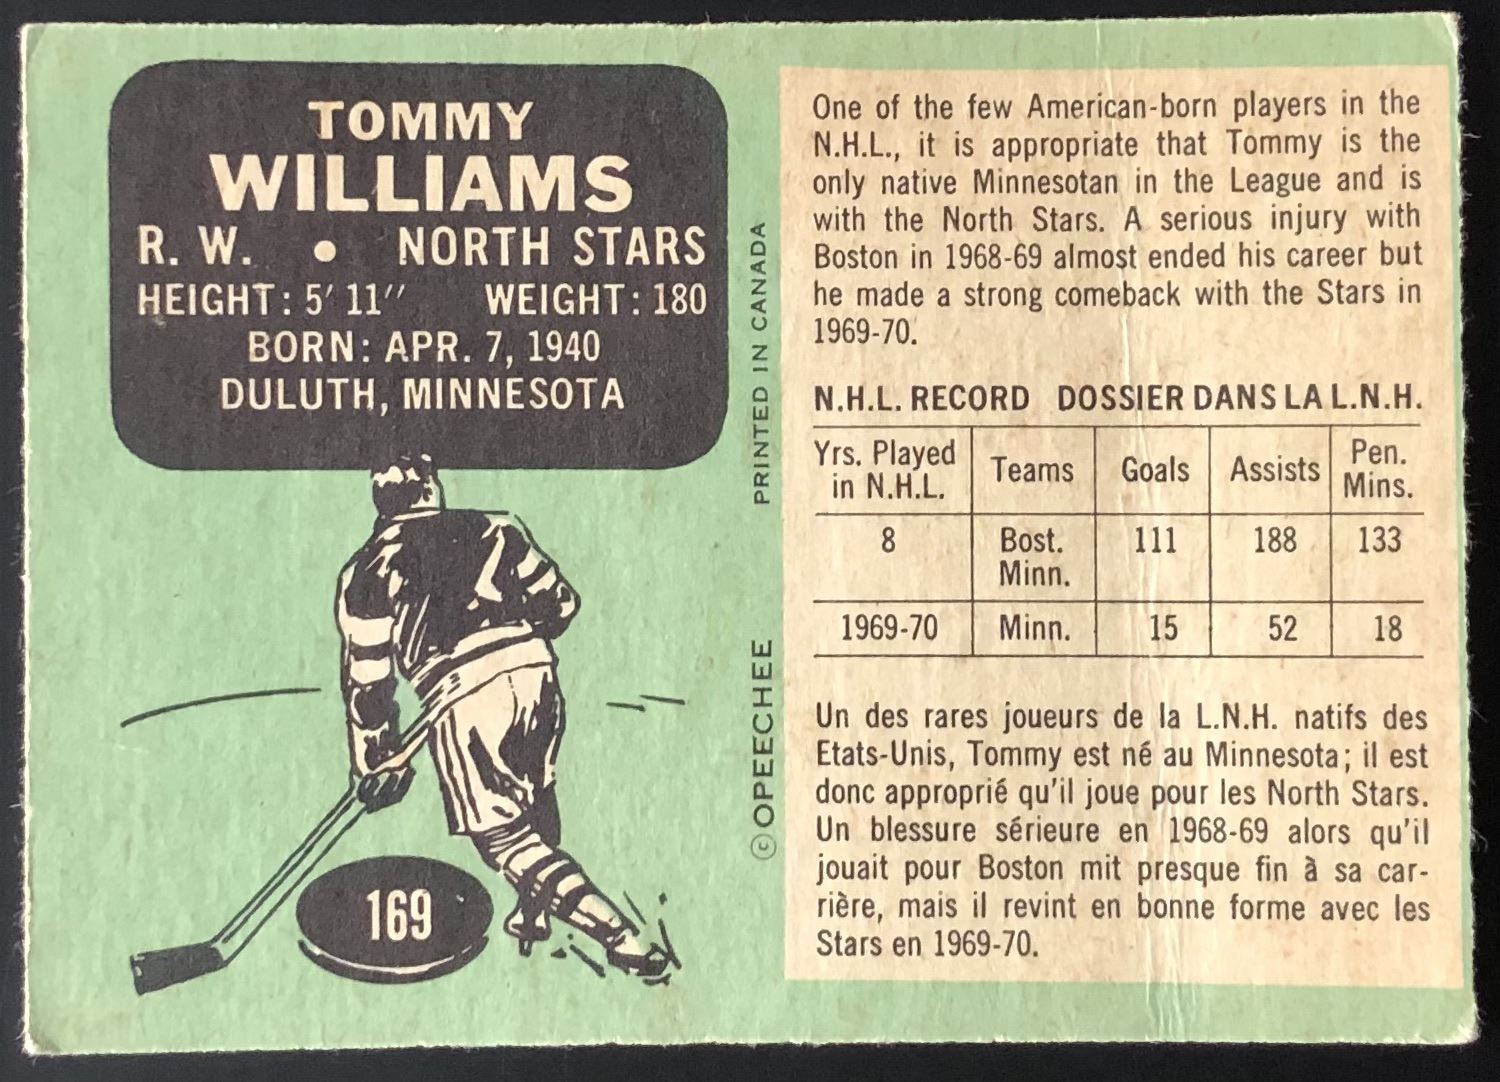 TOMMY
WILLIAMS
R. W. • NORTH STARS
HEIGHT: 5′ 11″ WEIGHT: 180
BORN: APR. 7, 1940
DULUTH, MINNESOTA
169
© OPEECHEE PRINTED IN CANADA
One of the few American-born players in the
N.H.L., it is appropriate that Tommy is the
only native Minnesotan in the League and is
with the North Stars. A serious injury with
Boston in 1968-69 almost ended his career but
he made a strong comeback with the Stars in
1969-70.
N.H.L. RECORD DOSSIER DANS LA L.N.H.
Yrs. Played
in N.H.L. Teams Goals Assists Pen.
Mins.
8 Bost. 111 188 133
Minn.
1969-70 Minn. 15 52 18
Un des rares joueurs de la L.N.H. natifs des
Etats-Unis, Tommy est né au Minnesota; il est
donc approprié qu'il joue pour les North Stars.
Un blessure sérieure en 1968-69 alors qu'il
jouait pour Boston mit presque fin à sa car-
rière, mais il revint en bonne forme avec les
Stars en 1969-70.